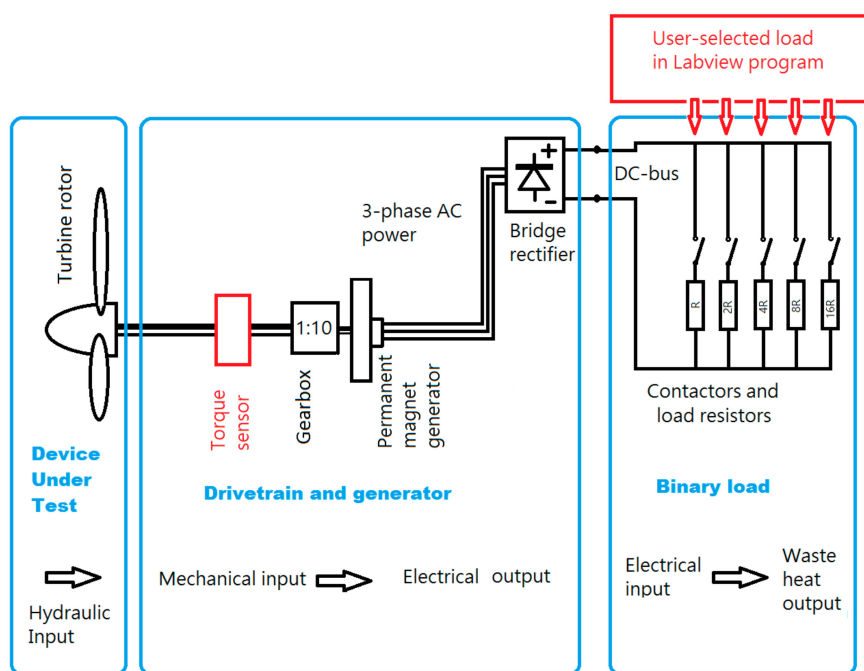 User-selected load
in Labview program
Turbine rotor
3-phase AC
power
+
-
Bridge
rectifier
DC-bus
1:10
R
2R
4R
8R
16R
Torque
sensor
Gearbox
Permanent
magnet
generator
Contactors and
load resistors
Device
Under
Test
Drivetrain and generator
Binary load
Hydraulic
Input
Mechanical input
Electrical output
Electrical
input
Waste
heat
output